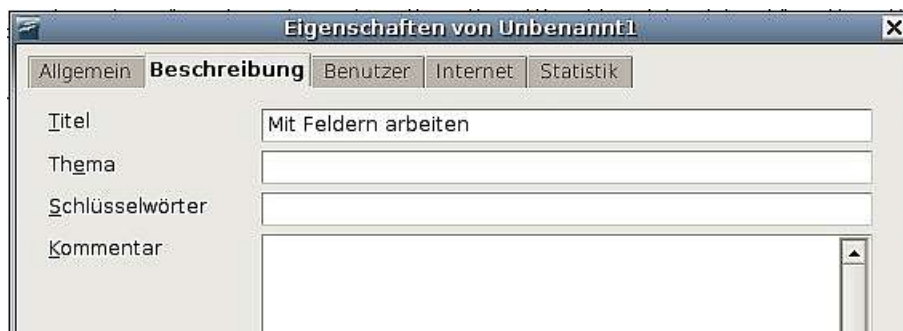 Eigenschaften von Unbenannt1
Allgemein Beschreibung Benutzer Internet Statistik
Titel Mit Feldern arbeiten
Thema
Schlüsselwörter
Kommentar